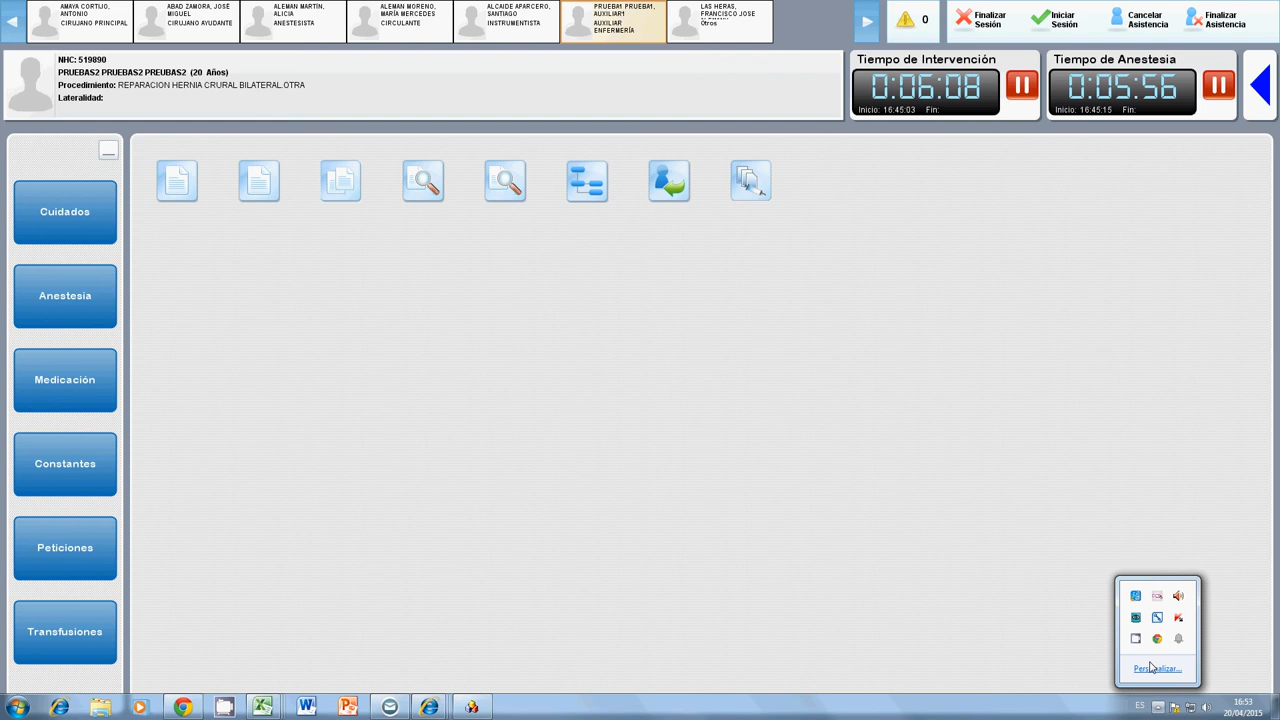 AMAYA CORTIJO,
ANTONIO
CIRUJANO PRINCIPAL
ABAD ZAMORA, JOSÉ
MIGUEL
CIRUJANO AYUDANTE
ALEMAN MARTÍN,
ALICIA
ANESTESISTA
ALEMAN MORENO,
MARÍA MERCEDES
CIRCULANTE
ALCAIDE APARCERO,
SANTIAGO
INSTRUMENTISTA
PRUEBA1 PRUEBA1,
AUXILIAR1
AUXILIAR
ENFERMERÍA
LAS HERAS,
FRANCISCO JOSE
Otros
0
Finalizar
Sesión
Iniciar
Sesión
Cancelar
Asistencia
Finalizar
Asistencia
NHC: 519890
PRUEBAS2 PRUEBAS2 PREUBAS2 (20 Años)
Procedimiento: REPARACION HERNIA CRURAL BILATERAL.OTRA
Lateralidad:
Tiempo de Intervención
0:06:08
Inicio: 16:45:03 Fin:
Tiempo de Anestesia
0:05:56
Inicio: 16:45:15 Fin:
Cuidados
Anestesia
Medicación
Constantes
Peticiones
Transfusiones
Personalizar...
ES
16:53
20/04/2015